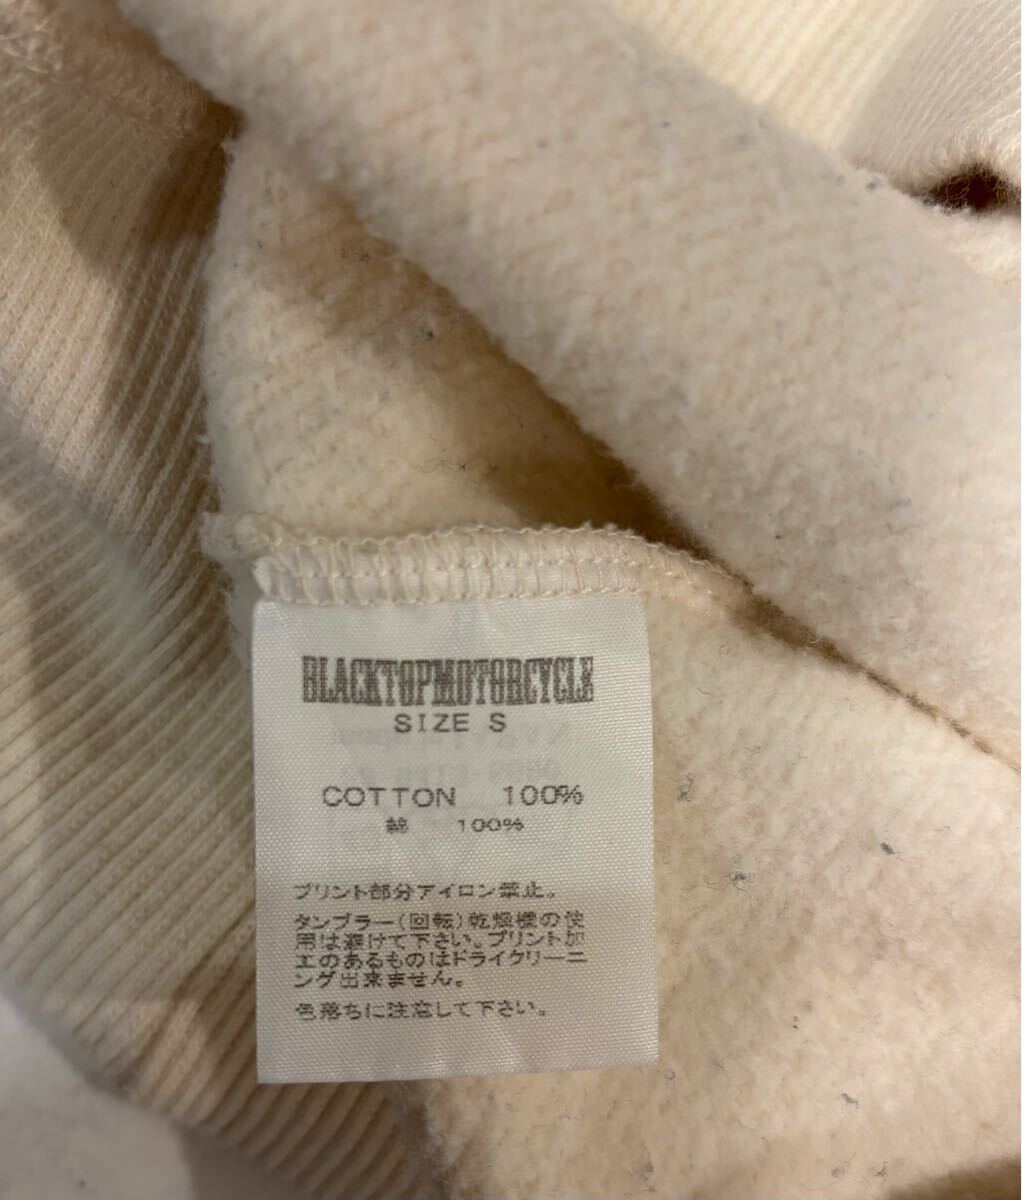 BLACKTOPMOTORCYCLE
SIZE S
COTTON 100%
綿 100%
プリント部分アイロン禁止。
タンブラー(回転)乾燥様の使
用は避けて下さい。プリント加
工のあるものはドライクリーニ
ング出来ません。
色落ちに注意して下さい。